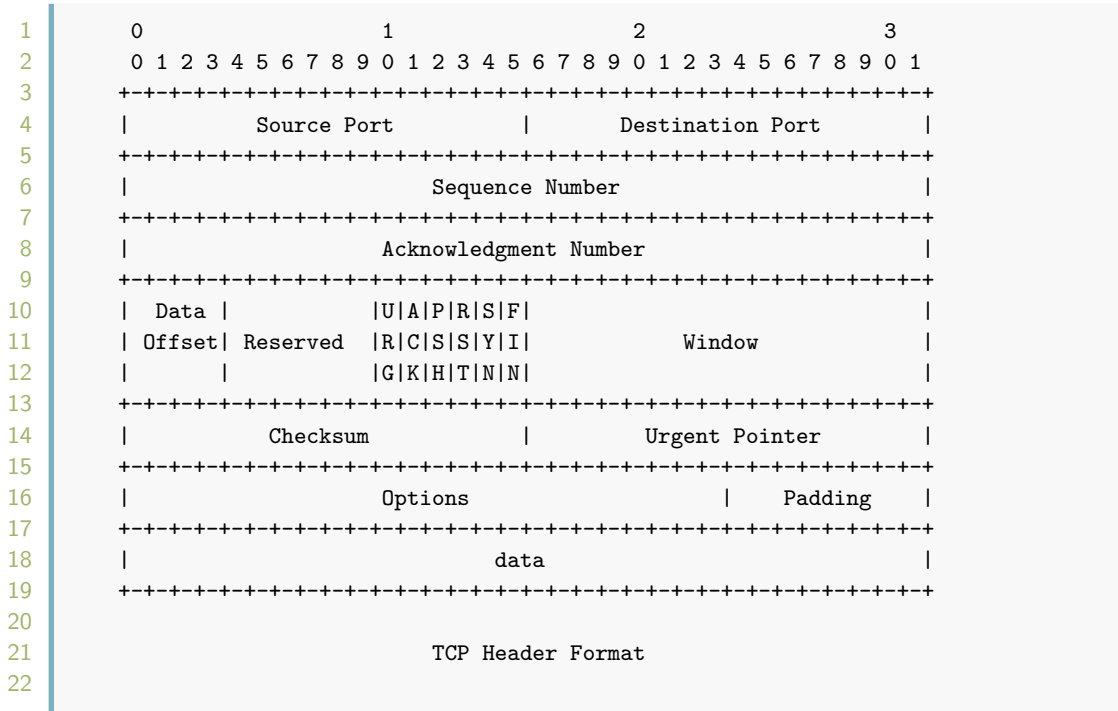 1          0                   1                   2                   3
2          0 1 2 3 4 5 6 7 8 9 0 1 2 3 4 5 6 7 8 9 0 1 2 3 4 5 6 7 8 9 0 1
3         +-+-+-+-+-+-+-+-+-+-+-+-+-+-+-+-+-+-+-+-+-+-+-+-+-+-+-+-+-+-+-+-+
4         |          Source Port          |       Destination Port        |
5         +-+-+-+-+-+-+-+-+-+-+-+-+-+-+-+-+-+-+-+-+-+-+-+-+-+-+-+-+-+-+-+-+
6         |                        Sequence Number                        |
7         +-+-+-+-+-+-+-+-+-+-+-+-+-+-+-+-+-+-+-+-+-+-+-+-+-+-+-+-+-+-+-+-+
8         |                    Acknowledgment Number                      |
9         +-+-+-+-+-+-+-+-+-+-+-+-+-+-+-+-+-+-+-+-+-+-+-+-+-+-+-+-+-+-+-+-+
10        |  Data |           |U|A|P|R|S|F|                               |
11        | Offset| Reserved  |R|C|S|S|Y|I|            Window             |
12        |       |           |G|K|H|T|N|N|                               |
13        +-+-+-+-+-+-+-+-+-+-+-+-+-+-+-+-+-+-+-+-+-+-+-+-+-+-+-+-+-+-+-+-+
14        |           Checksum            |         Urgent Pointer        |
15        +-+-+-+-+-+-+-+-+-+-+-+-+-+-+-+-+-+-+-+-+-+-+-+-+-+-+-+-+-+-+-+-+
16        |                    Options                    |    Padding    |
17        +-+-+-+-+-+-+-+-+-+-+-+-+-+-+-+-+-+-+-+-+-+-+-+-+-+-+-+-+-+-+-+-+
18        |                             data                              |
19        +-+-+-+-+-+-+-+-+-+-+-+-+-+-+-+-+-+-+-+-+-+-+-+-+-+-+-+-+-+-+-+-+
20
21                                 TCP Header Format
22